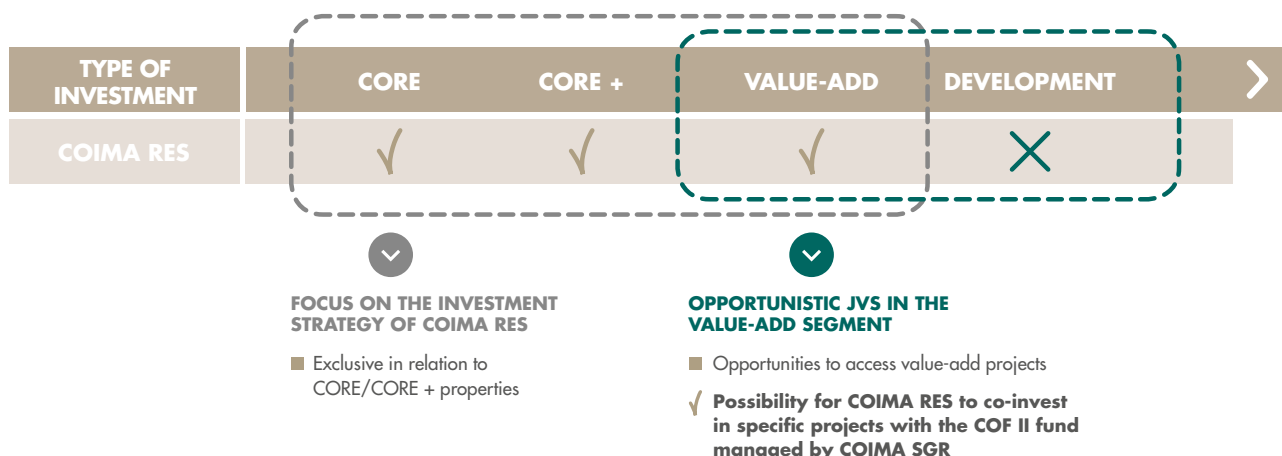 TYPE OF
INVESTMENT
CORE
CORE +
VALUE-ADD
DEVELOPMENT
COIMA RES
FOCUS ON THE INVESTMENT
STRATEGY OF COIMA RES
Exclusive in relation to
CORE/CORE + properties
OPPORTUNISTIC JVS IN THE
VALUE-ADD SEGMENT
Opportunities to access value-add projects
Possibility for COIMA RES to co-invest
in specific projects with the COF II fund
managed by COIMA SGR